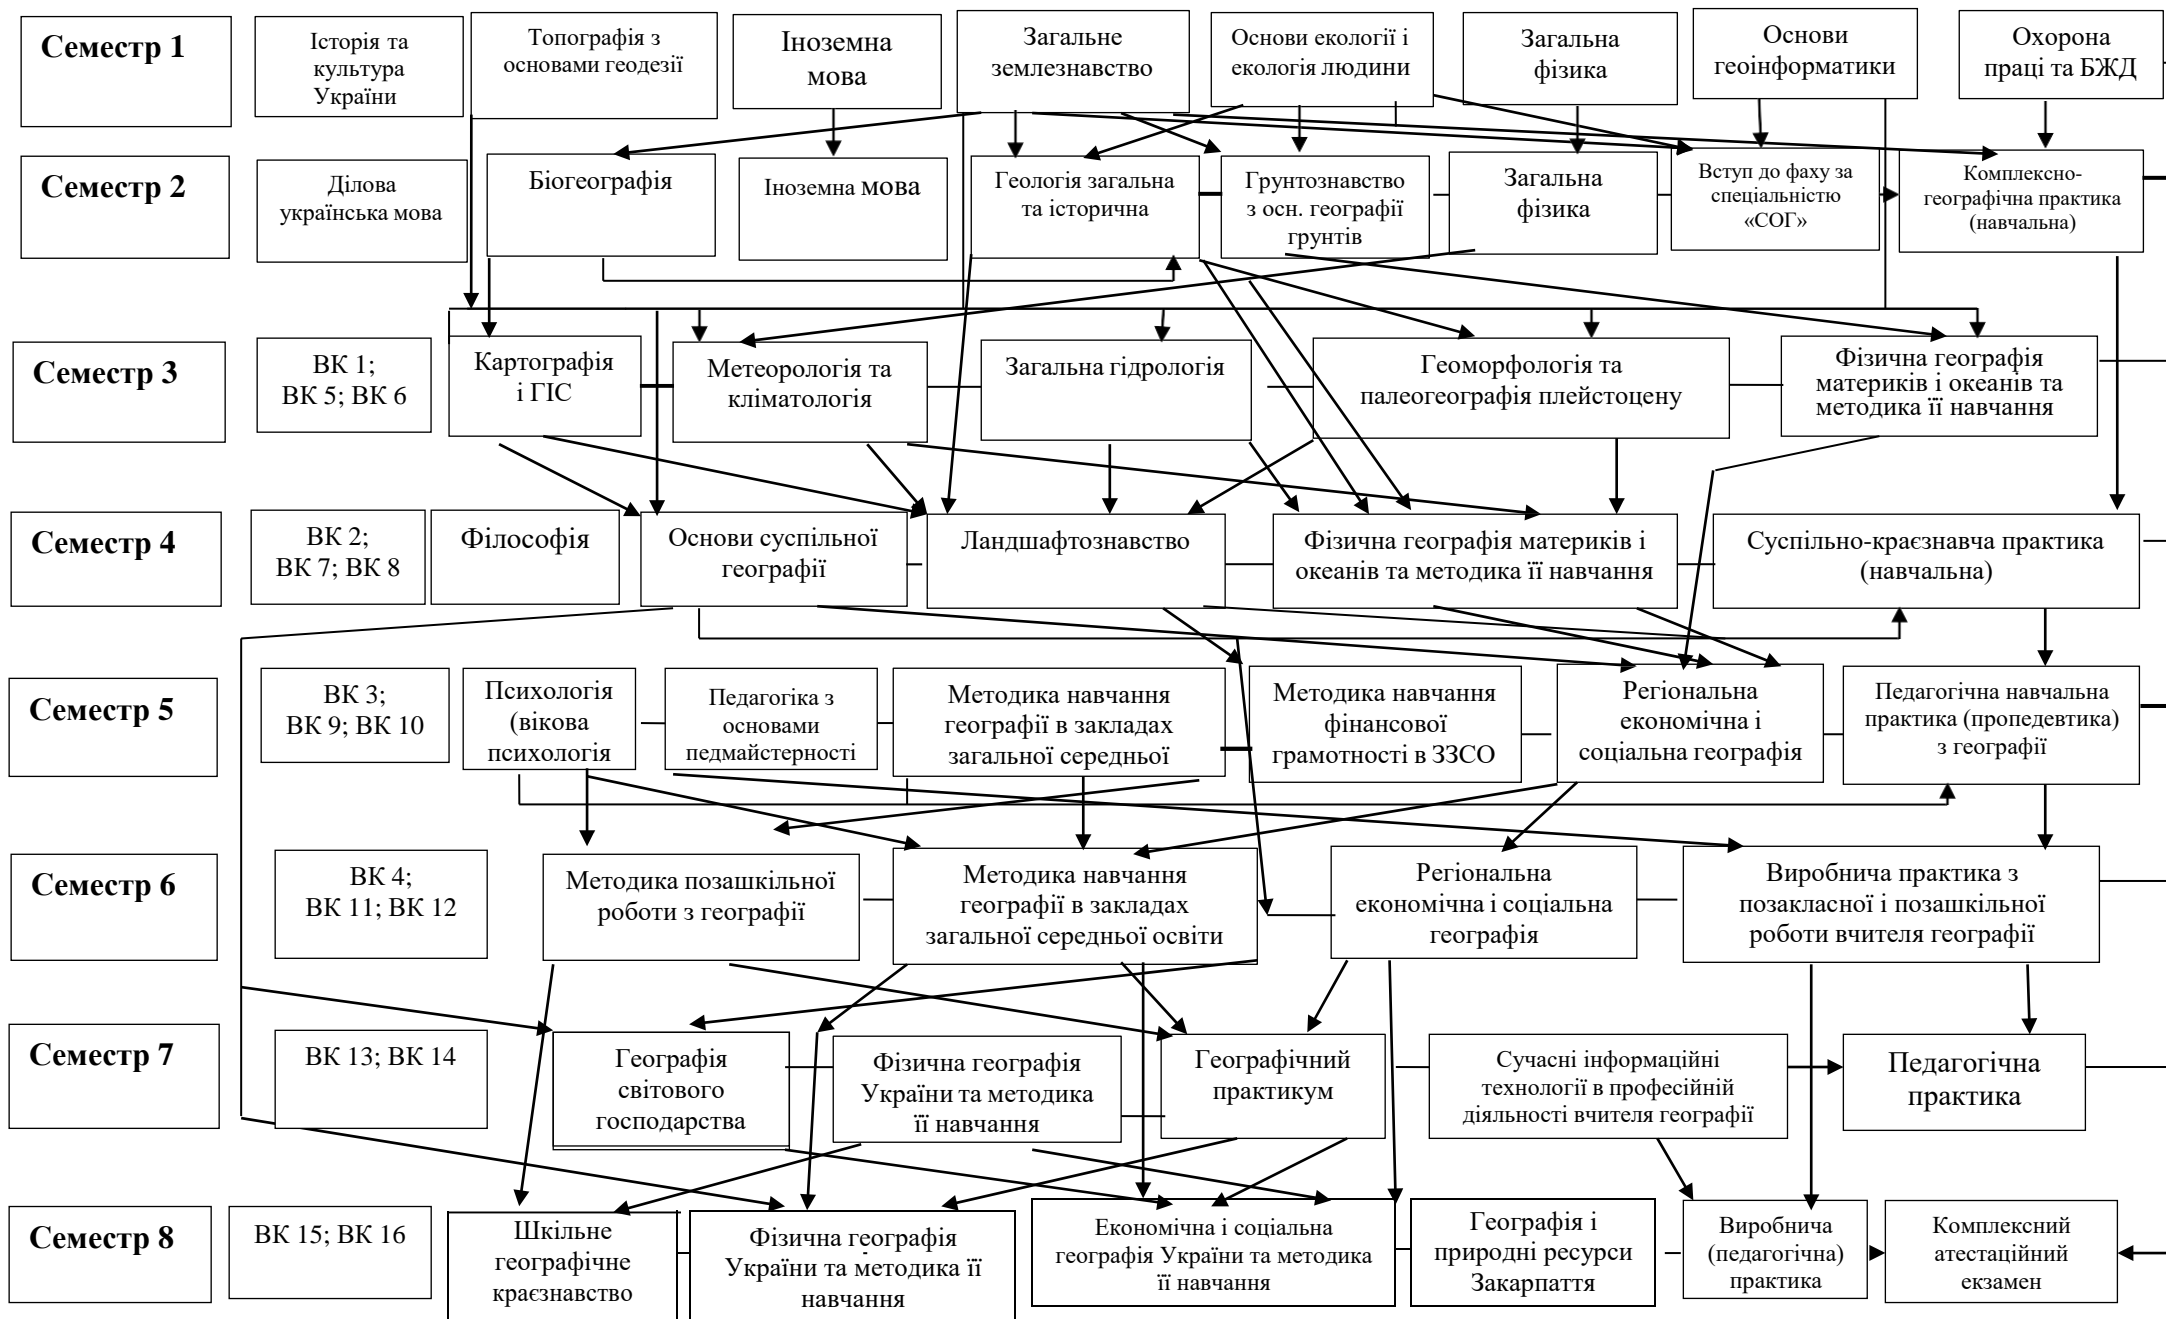 Семестр 1
Історія та
культура
України
Топографія з
основами геодезії
Іноземна
мова
Загальне
землезнавство
Основи екології і
екологія людини
Загальна
фізика
Основи
геоінформатики
Охорона
праці та БЖД
Семестр 2
Ділова
українська мова
Біогеографія
Іноземна мова
Геологія загальна
та історична
Грунтознавство
з осн. географії
грунтів
Загальна
фізика
Вступ до фаху за
спеціальністю
«СОГ»
Комплексно-
географічна практика
(навчальна)
Семестр 3
ВК 1;
ВК 5; ВК 6
Картографія
і ГІС
Метеорологія та
кліматологія
Загальна гідрологія
Геоморфологія та
палеогеографія плейстоцену
Фізична географія
материків і океанів та
методика її навчання
Семестр 4
ВК 2;
ВК 7; ВК 8
Філософія
Основи суспільної
географії
Ландшафтознавство
Фізична географія материків і
океанів та методика її навчання
Суспільно-краєзнавча практика
(навчальна)
Семестр 5
ВК 3;
ВК 9; ВК 10
Психологія
(вікова
психологія
Педагогіка з
основами
педмайстерності
Методика навчання
географії в закладах
загальної середньої
Методика навчання
фінансової
грамотності в ЗЗСО
Регіональна
економічна і
соціальна географія
Педагогічна навчальна
практика (пропедевтика)
з географії
Семестр 6
ВК 4;
ВК 11; ВК 12
Методика позашкільної
роботи з географії
Методика навчання
географії в закладах
загальної середньої освіти
Регіональна
економічна і соціальна
географія
Виробнича практика з
позакласної і позашкільної
роботи вчителя географії
Семестр 7
ВК 13; ВК 14
Географія
світового
господарства
Фізична географія
України та методика
її навчання
Географічний
практикум
Сучасні інформаційні
технології в професійній
діяльності вчителя географії
Педагогічна
практика
Семестр 8
ВК 15; ВК 16
Шкільне
географічне
краєзнавство
Фізична географія
України та методика її
навчання
Економічна і соціальна
географія України та методика
її навчання
Географія і
природні ресурси
Закарпаття
Виробнича
(педагогічна)
практика
Комплексний
атестаційний
екзамен